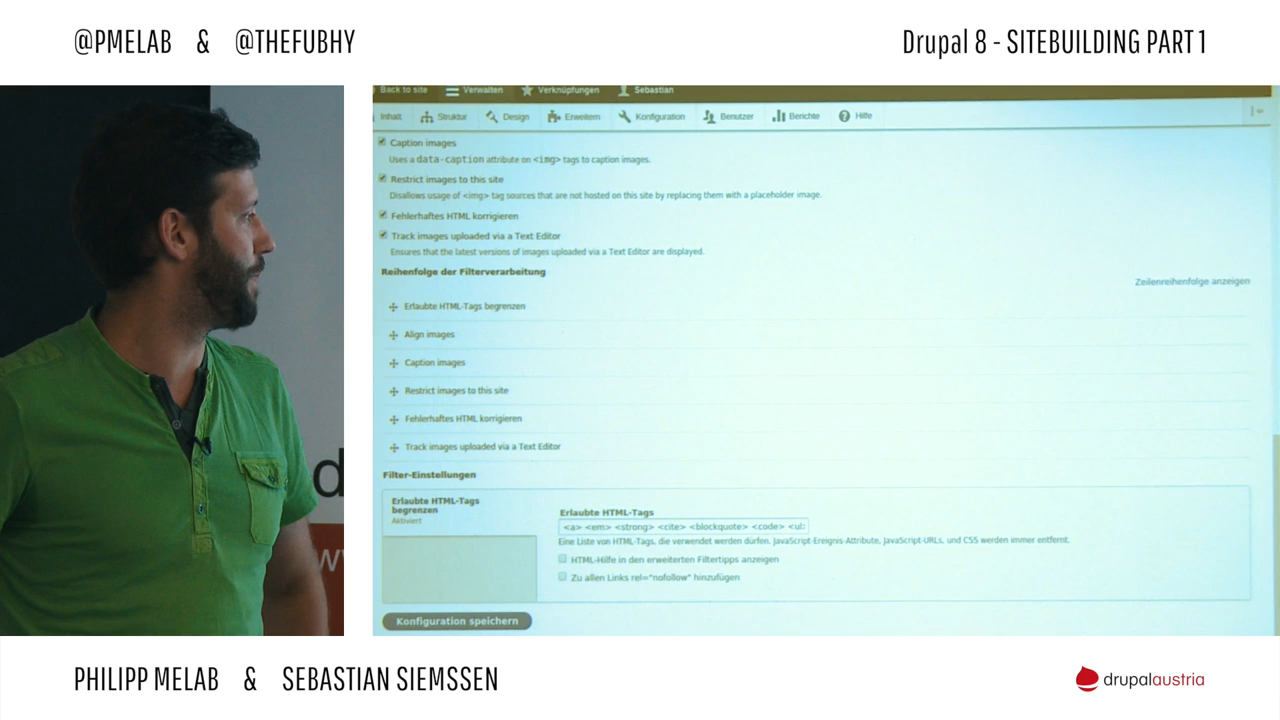 @PMELAB & @THEFUBHY
Drupal 8 - SITEBUILDING PART 1
Back to site Verwalten Verknüpfungen Sebastian
Inhalt Struktur Design Erweitern Konfiguration Benutzer Berichte Hilfe
Caption images
Uses a data-caption attribute on <img> tags to caption images.
Restrict images to this site
Disallows usage of <img> tag sources that are not hosted on this site by replacing them with a placeholder image.
Fehlerhaftes HTML korrigieren
Track images uploaded via a Text Editor
Ensures that the latest versions of images uploaded via a Text Editor are displayed.
Reihenfolge der Filterverarbeitung
Zeilenreihenfolge anzeigen
Erlaubte HTML-Tags begrenzen
Align images
Caption images
Restrict images to this site
Fehlerhaftes HTML korrigieren
Track images uploaded via a Text Editor
Filter-Einstellungen
Erlaubte HTML-Tags
begrenzen
Aktiviert
Erlaubte HTML-Tags
<a> <em> <strong> <cite> <blockquote> <code> <ul>
Eine Liste von HTML-Tags, die verwendet werden dürfen. JavaScript-Ereignis-Attribute, JavaScript-URLs, und CSS werden immer entfernt.
HTML-Hilfe in den erweiterten Filtertipps anzeigen
Zu allen Links rel="nofollow" hinzufügen
Konfiguration speichern
d
w
PHILIPP MELAB & SEBASTIAN SIEMSSEN
drupalaustria